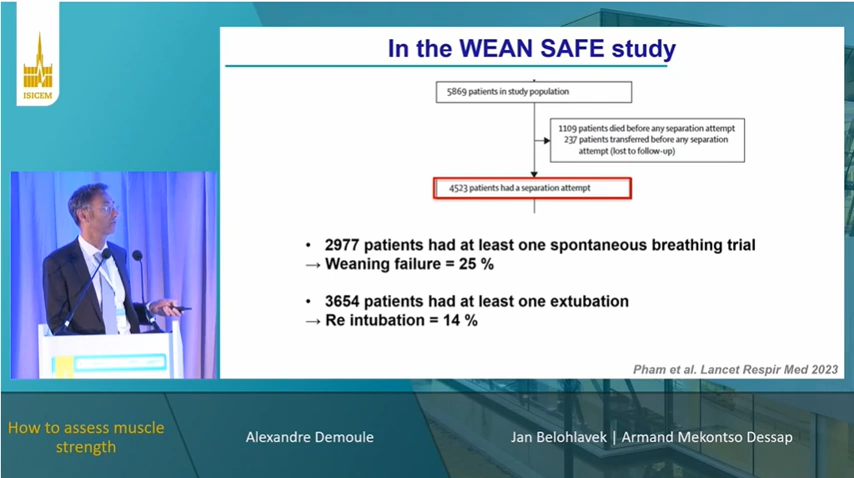 In the WEAN SAFE study
ISICEM
5869 patients in study population
1109 patients died before any separation attempt
237 patients transferred before any separation
attempt (lost to follow-up)
4523 patients had a separation attempt
• 2977 patients had at least one spontaneous breathing trial
→ Weaning failure = 25 %
• 3654 patients had at least one extubation
→ Re intubation = 14 %
Pham et al. Lancet Respir Med 2023
How to assess muscle
strength
Alexandre Demoule
Jan Belohlavek | Armand Mekontso Dessap